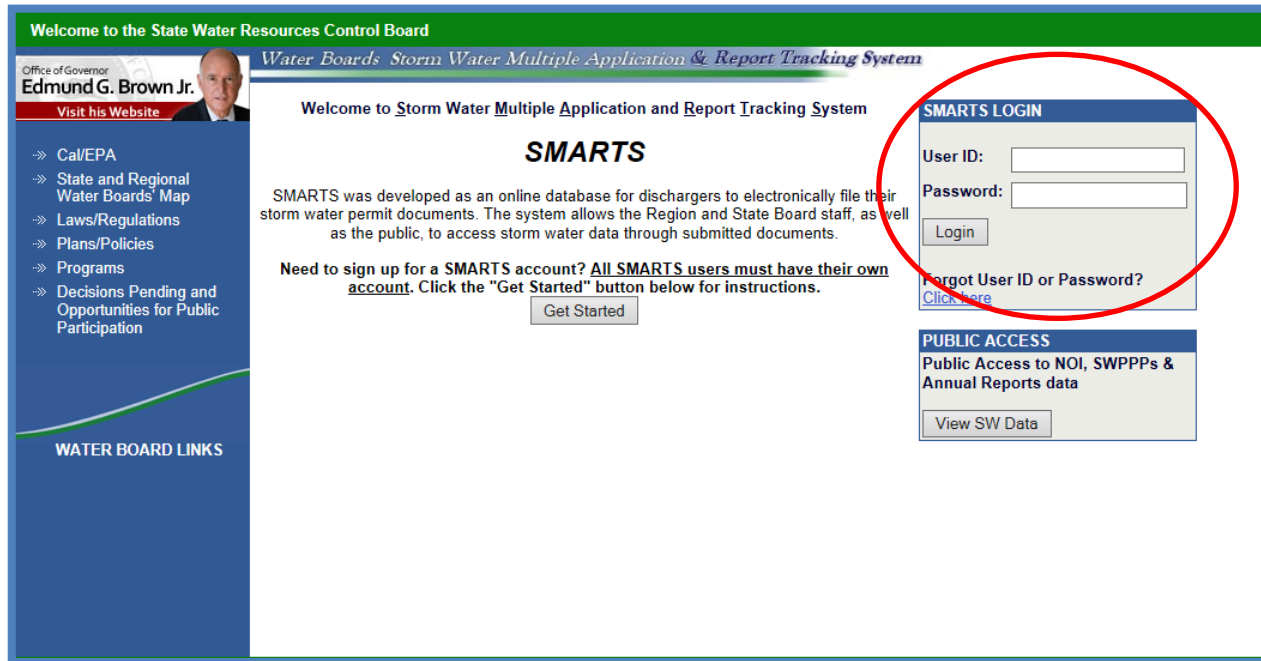 Welcome to the State Water Resources Control Board
Office of Governor
Edmund G. Brown Jr.
Visit his Website
Water Boards Storm Water Multiple Application & Report Tracking System
Cal/EPA
State and Regional
Water Boards' Map
Laws/Regulations
Plans/Policies
Programs
Decisions Pending and
Opportunities for Public
Participation
WATER BOARD LINKS
Welcome to Storm Water Multiple Application and Report Tracking System
SMARTS
SMARTS was developed as an online database for dischargers to electronically file their
storm water permit documents. The system allows the Region and State Board staff, as well
as the public, to access storm water data through submitted documents.
Need to sign up for a SMARTS account? All SMARTS users must have their own
account. Click the "Get Started" button below for instructions.
Get Started
SMARTS LOGIN
User ID:
Password:
Login
Forgot User ID or Password?
Click here
PUBLIC ACCESS
Public Access to NOI, SWPPPs &
Annual Reports data
View SW Data